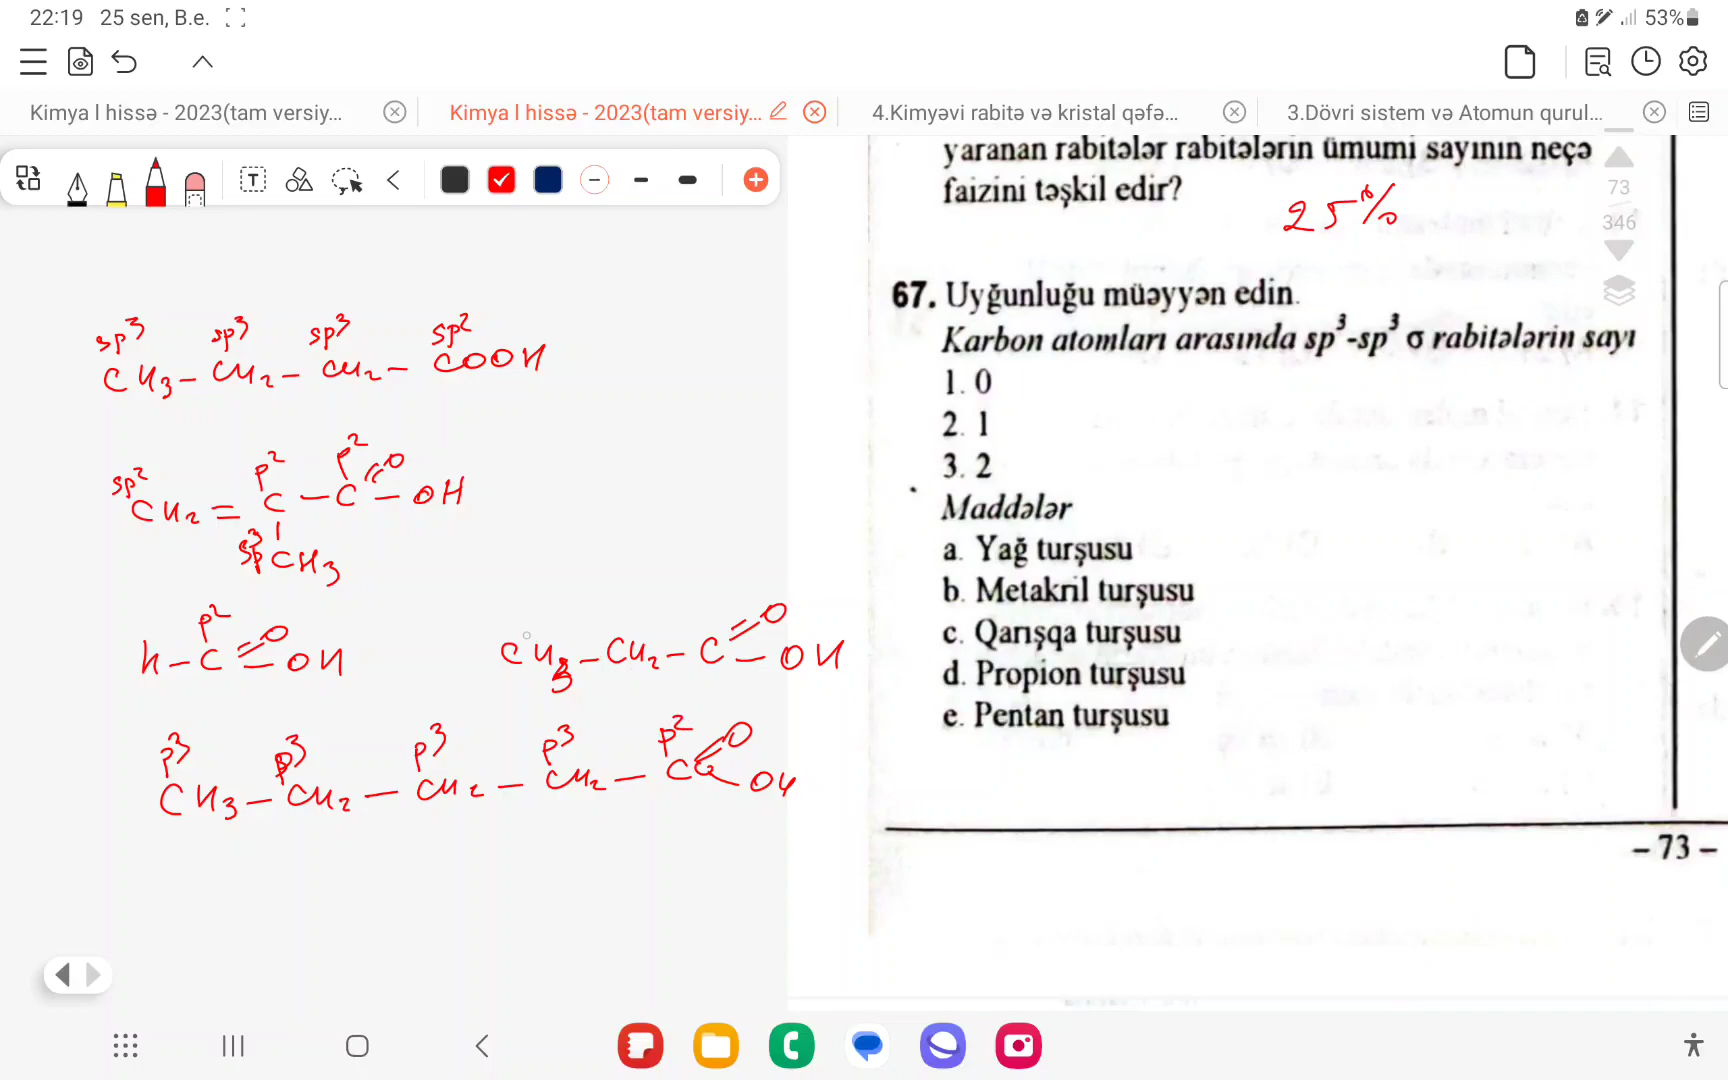 22:19 25 sen, B.e.
53%
Kimya I hissə - 2023(tam versiy...
Kimya I hissə - 2023(tam versiy...
4.Kimyəvi rabitə və kristal qəfə...
3.Dövri sistem və Atomun qurul...
T
yaranan rabitələr rabitələrin ümumi sayının neçə
faizini təşkil edir?
25%
73
346
67. Uyğunluğu müəyyən edin.
Karbon atomları arasında sp³-sp³ σ rabitələrin sayı
1. 0
2. 1
3. 2
Maddələr
a. Yağ turşusu
b. Metakril turşusu
c. Qarışqa turşusu
d. Propion turşusu
e. Pentan turşusu
– 73 –
sp³ sp³ sp³ sp²
CH₃ – CH₂ – CH₂ – COOH
sp² p² p² O
CH₂ = C – C – OH
sp³ CH₃
p² O
H – C – OH
O
CH₃ – CH₂ – C – OH
p³ p³ p³ p³ p² O
CH₃ – CH₂ – CH₂ – CH₂ – C OH